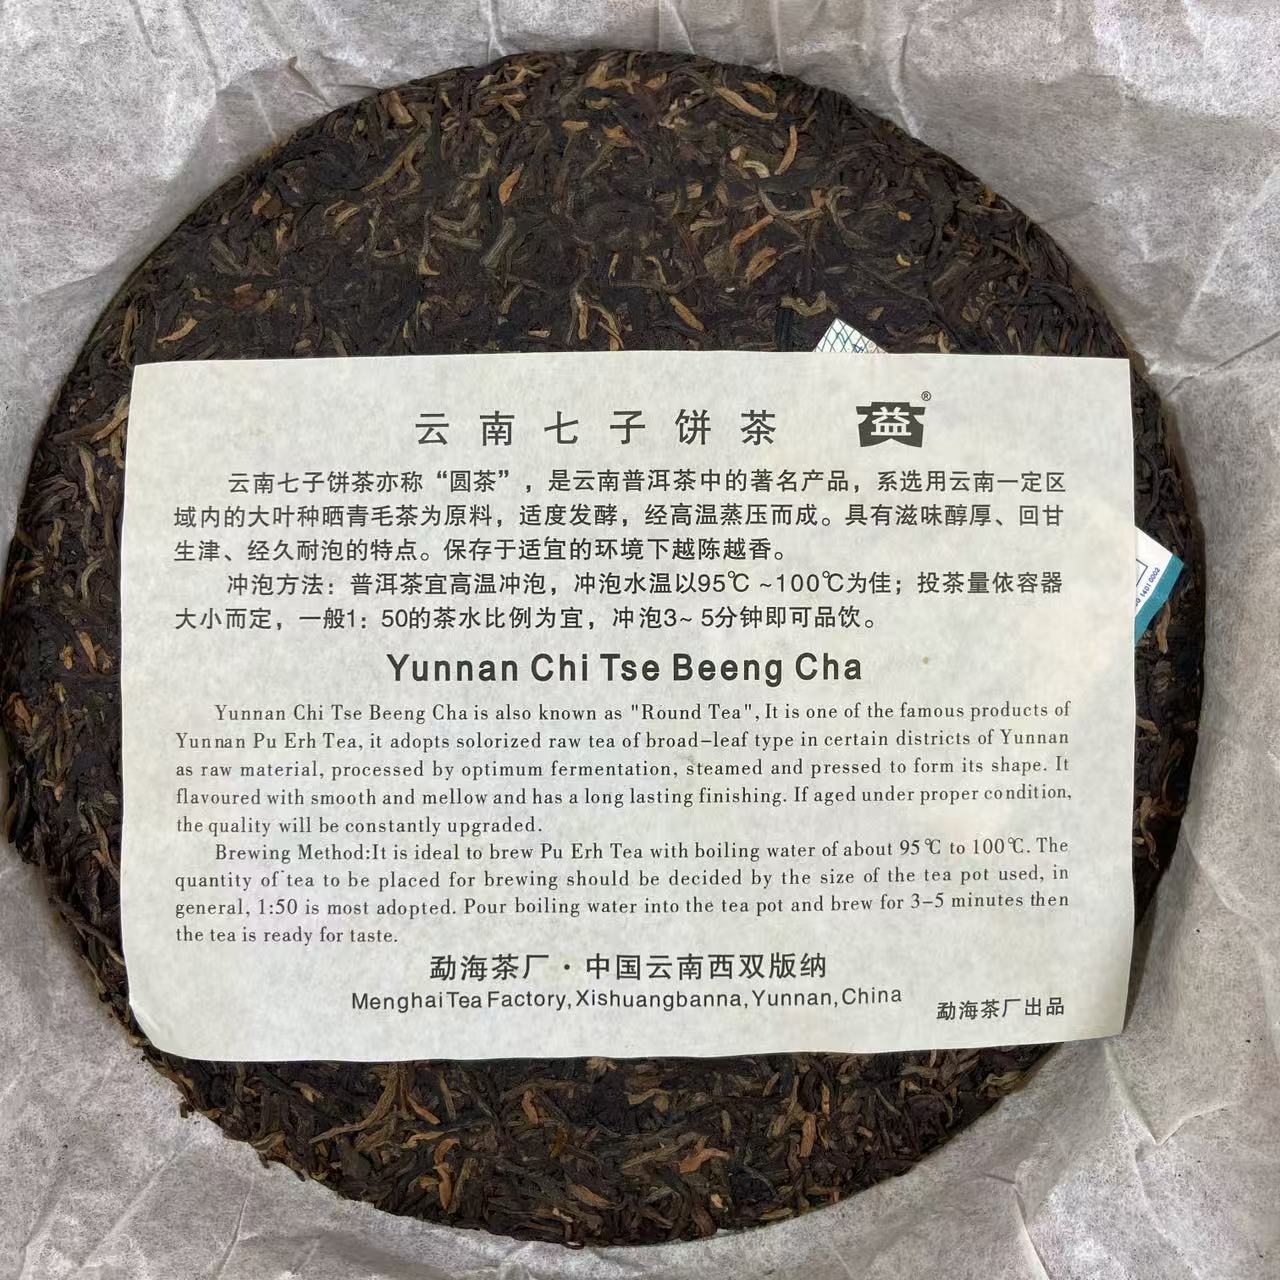 云南七子饼茶 益®
云南七子饼茶亦称“圆茶”，是云南普洱茶中的著名产品，系选用云南一定区
域内的大叶种晒青毛茶为原料，适度发酵，经高温蒸压而成。具有滋味醇厚、回甘
生津、经久耐泡的特点。保存于适宜的环境下越陈越香。
冲泡方法：普洱茶宜高温冲泡，冲泡水温以95℃ ~100℃为佳；投茶量依容器
大小而定，一般1：50的茶水比例为宜，冲泡3~ 5分钟即可品饮。
Yunnan Chi Tse Beeng Cha
Yunnan Chi Tse Beeng Cha is also known as "Round Tea", It is one of the famous products of
Yunnan Pu Erh Tea, it adopts solorized raw tea of broad-leaf type in certain districts of Yunnan
as raw material, processed by optimum fermentation, steamed and pressed to form its shape. It
flavoured with smooth and mellow and has a long lasting finishing. If aged under proper condition,
the quality will be constantly upgraded.
Brewing Method:It is ideal to brew Pu Erh Tea with boiling water of about 95℃ to 100℃. The
quantity of tea to be placed for brewing should be decided by the size of the tea pot used, in
general, 1:50 is most adopted. Pour boiling water into the tea pot and brew for 3-5 minutes then
the tea is ready for taste.
勐海茶厂·中国云南西双版纳
Menghai Tea Factory, Xishuangbanna, Yunnan, China
勐海茶厂出品